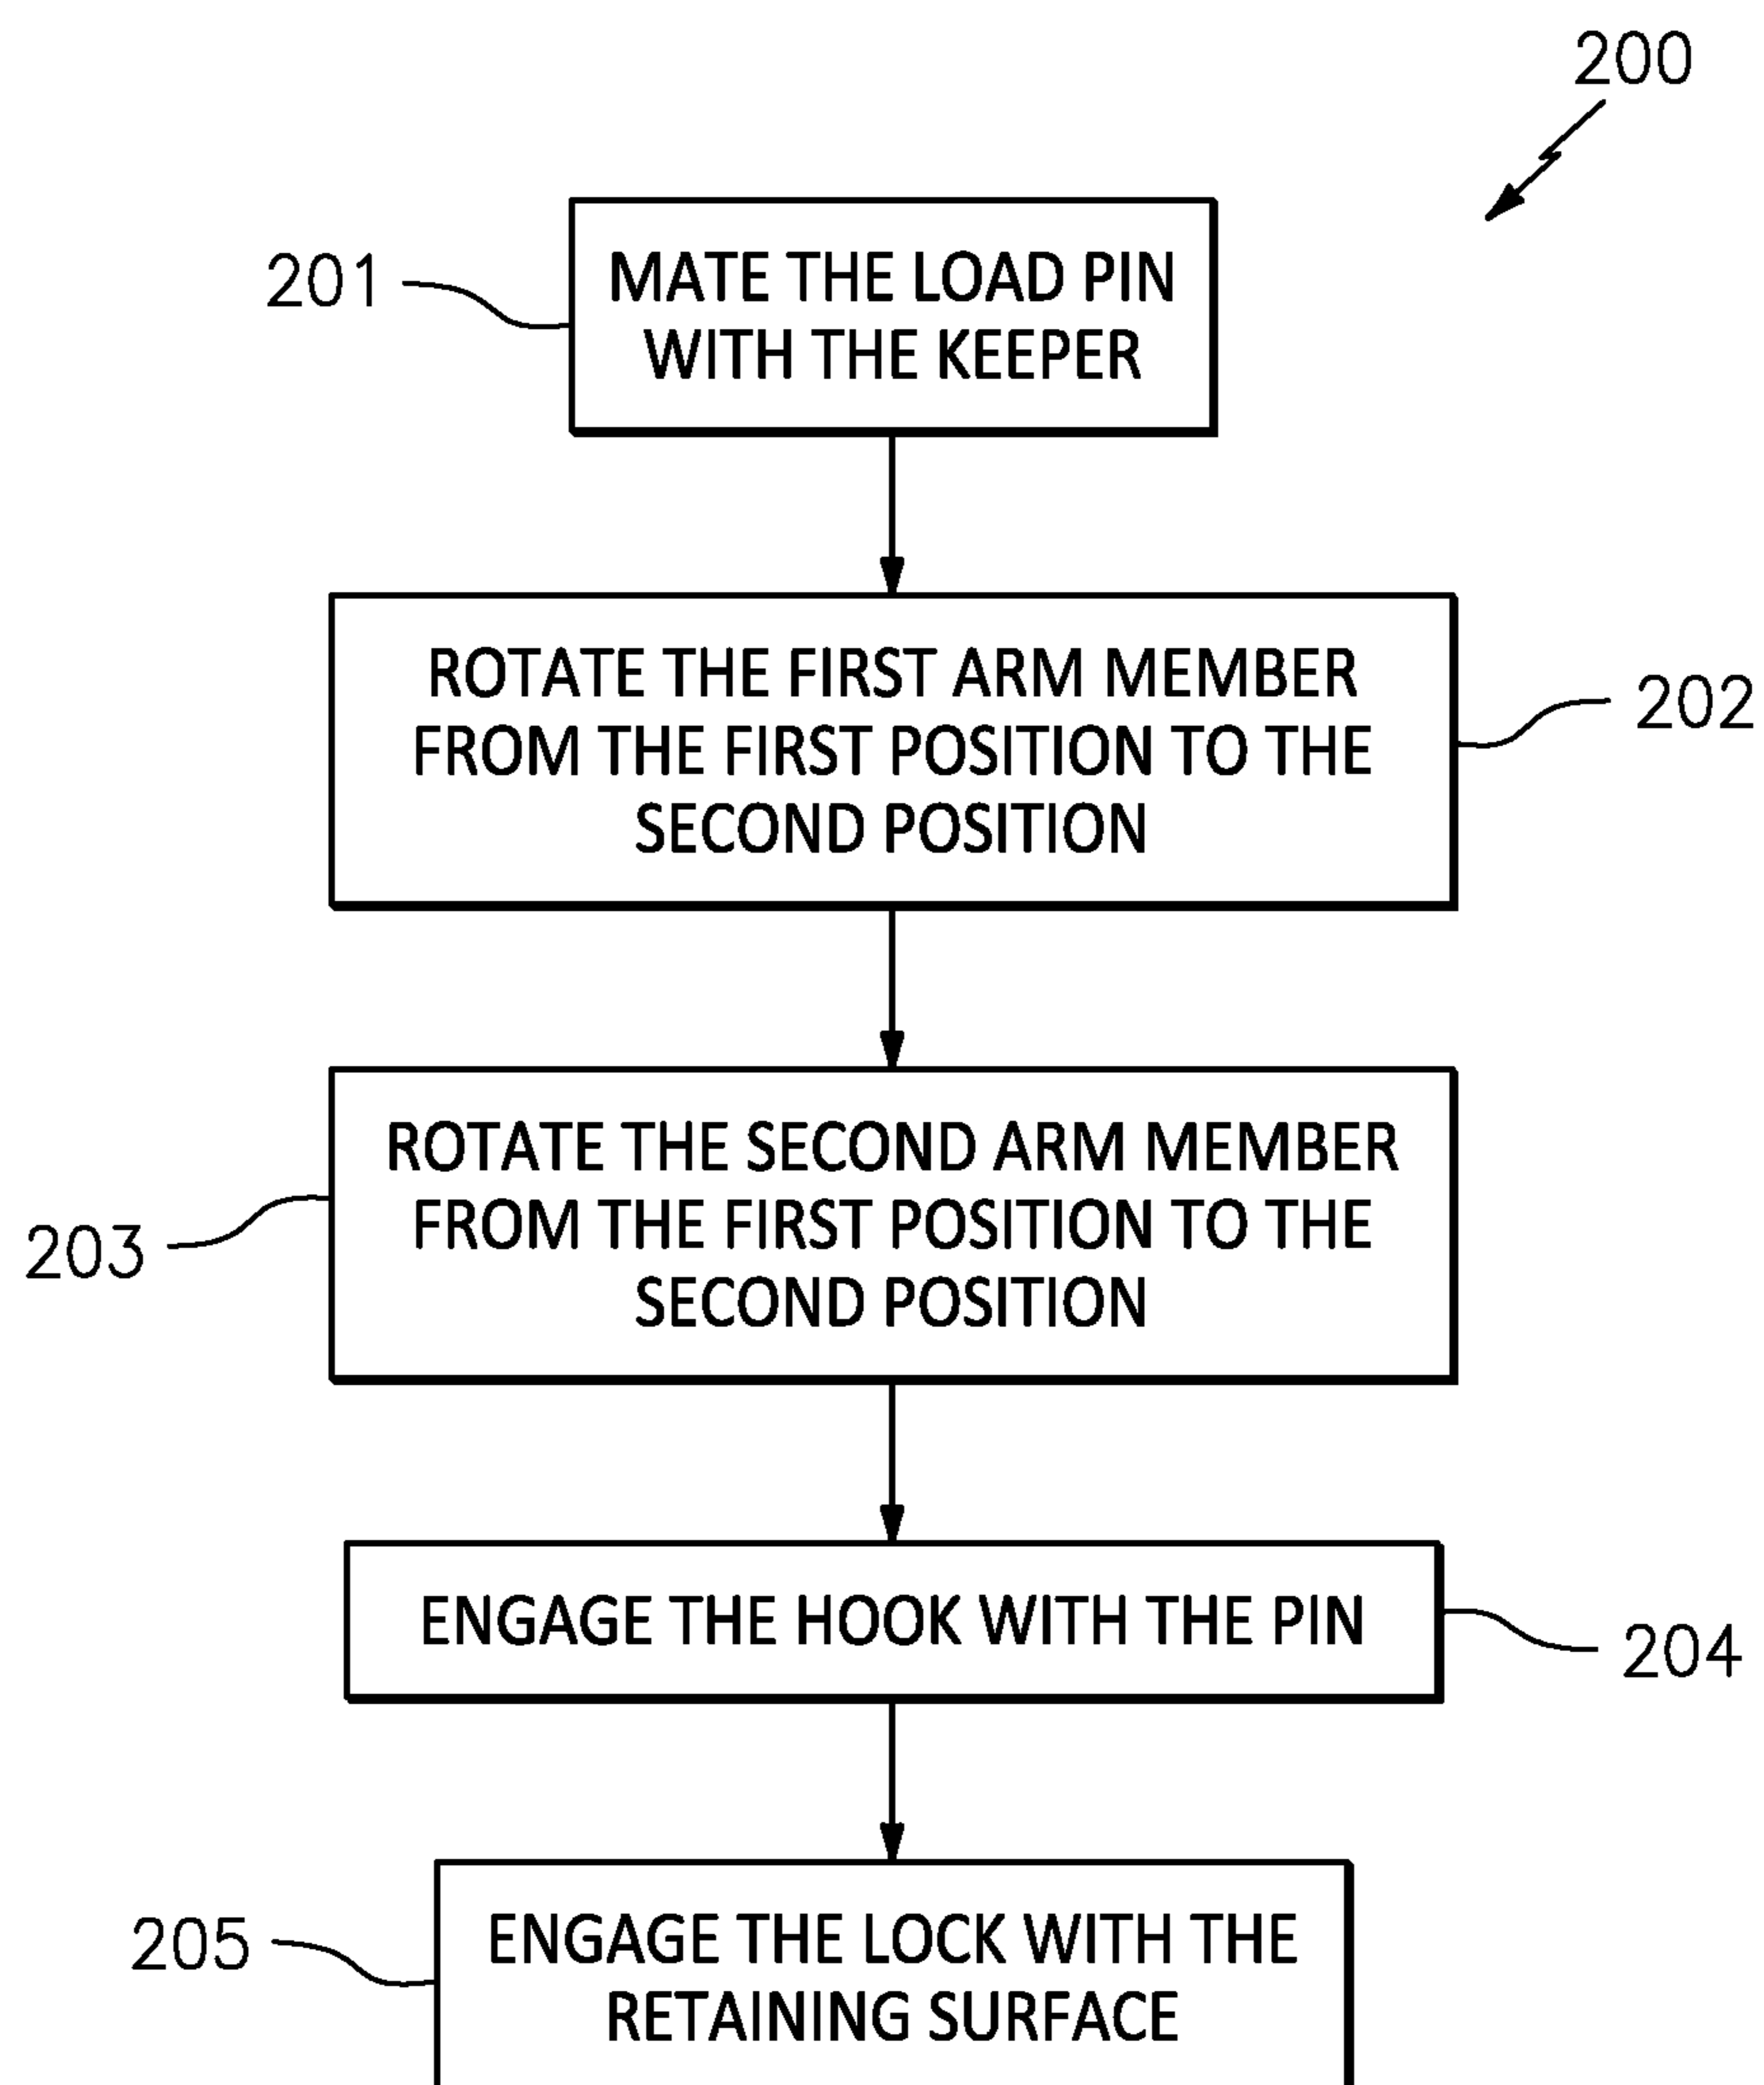 200
201
MATE THE LOAD PIN
WITH THE KEEPER
ROTATE THE FIRST ARM MEMBER
FROM THE FIRST POSITION TO THE
SECOND POSITION
202
ROTATE THE SECOND ARM MEMBER
FROM THE FIRST POSITION TO THE
SECOND POSITION
203
ENGAGE THE HOOK WITH THE PIN
204
205
ENGAGE THE LOCK WITH THE
RETAINING SURFACE